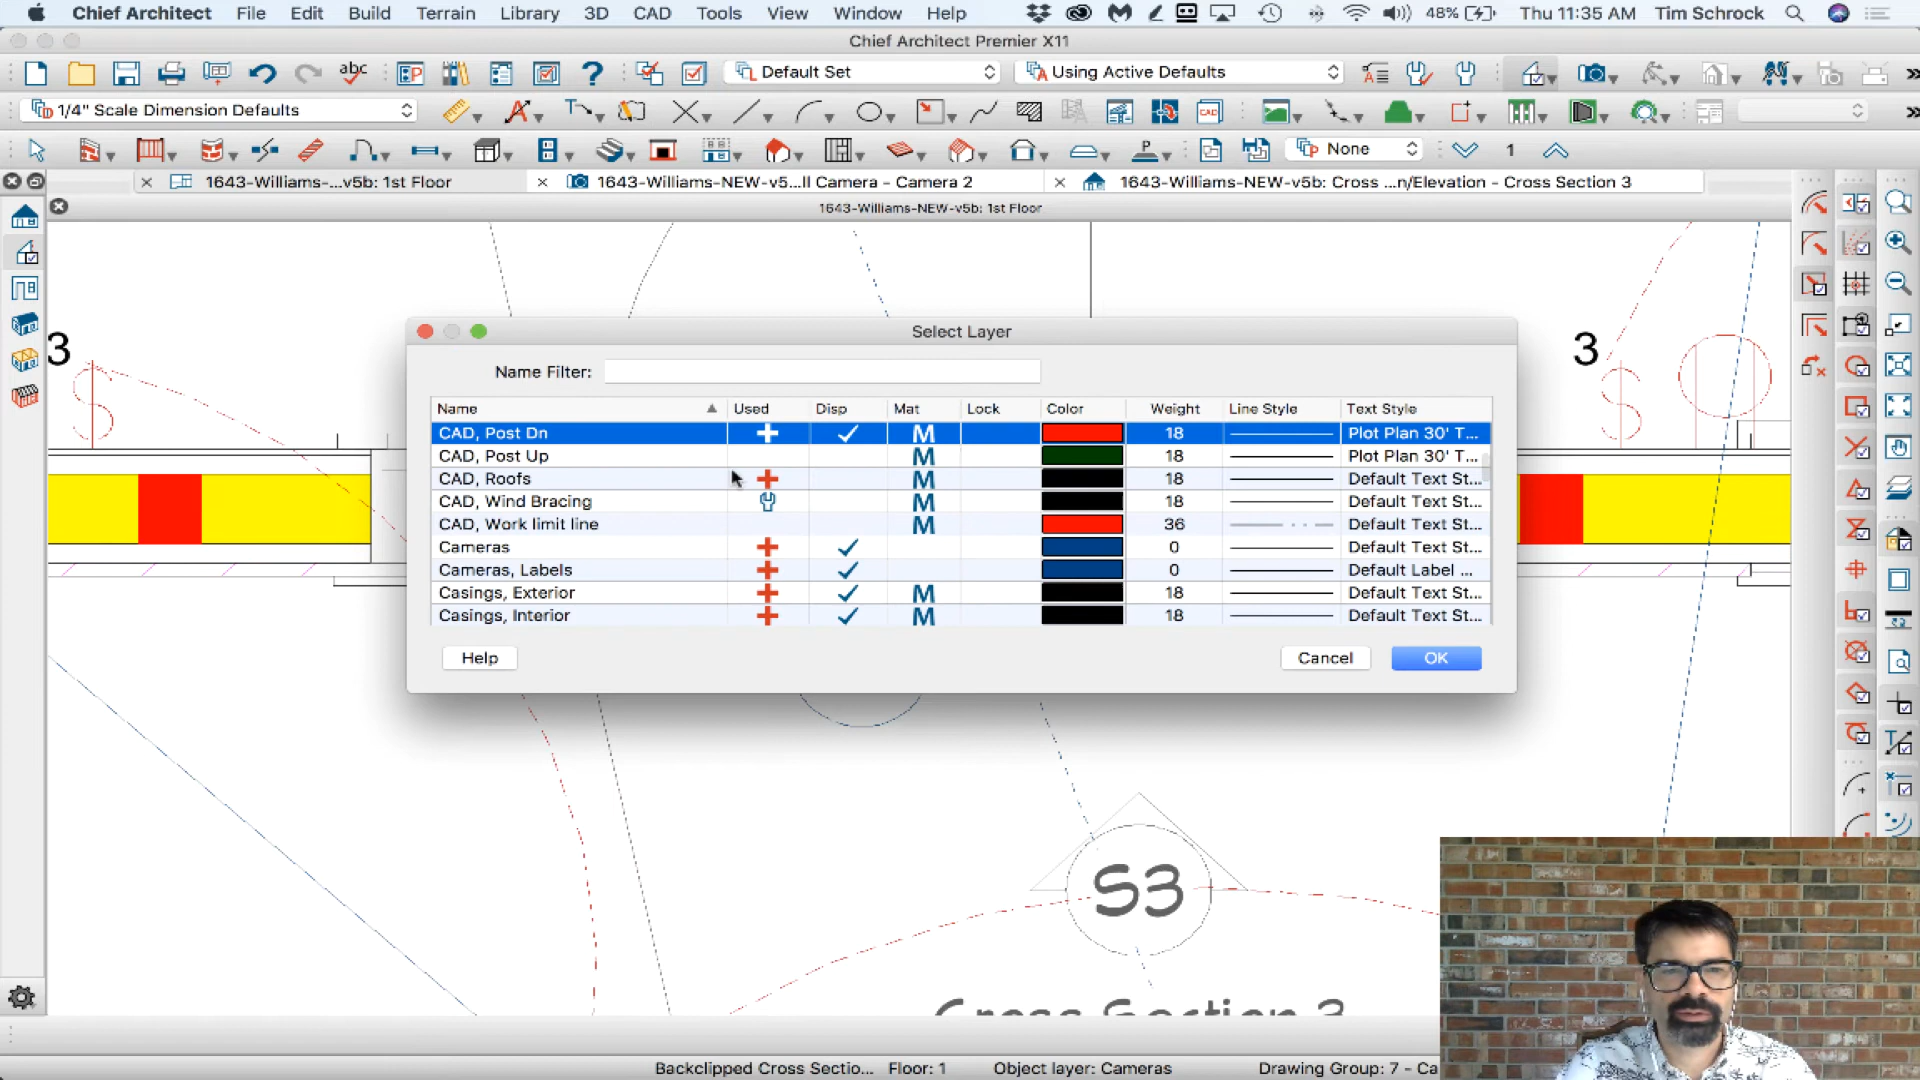 Chief Architect File Edit Build Terrain Library 3D CAD Tools View Window Help 48% Thu 11:35 AM Tim Schrock
Chief Architect Premier X11
abc Default Set Using Active Defaults
1/4" Scale Dimension Defaults CAD
None 1
1643-Williams-...v5b: 1st Floor 1643-Williams-NEW-v5...ll Camera - Camera 2 1643-Williams-NEW-v5b: Cross ...n/Elevation - Cross Section 3
1643-Williams-NEW-v5b: 1st Floor
3 3
Select Layer
Name Filter:
Name Used Disp Mat Lock Color Weight Line Style Text Style
CAD, Post Dn M 18 Plot Plan 30' T...
CAD, Post Up M 18 Plot Plan 30' T...
CAD, Roofs M 18 Default Text St...
CAD, Wind Bracing M 18 Default Text St...
CAD, Work limit line M 36 Default Text St...
Cameras 0 Default Text St...
Cameras, Labels 0 Default Label ...
Casings, Exterior M 18 Default Text St...
Casings, Interior M 18 Default Text St...
Help Cancel OK
S3
Cross Section 3
Backclipped Cross Sectio... Floor: 1 Object layer: Cameras Drawing Group: 7 - Ca